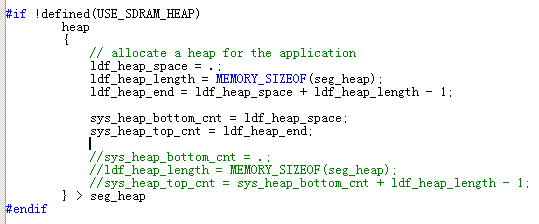 #if !defined(USE_SDRAM_HEAP)
heap
{
// allocate a heap for the application
ldf_heap_space = .;
ldf_heap_length = MEMORY_SIZEOF(seg_heap);
ldf_heap_end = ldf_heap_space + ldf_heap_length - 1;
sys_heap_bottom_cnt = ldf_heap_space;
sys_heap_top_cnt = ldf_heap_end;
//sys_heap_bottom_cnt = .;
//ldf_heap_length = MEMORY_SIZEOF(seg_heap);
//sys_heap_top_cnt = sys_heap_bottom_cnt + ldf_heap_length - 1;
} > seg_heap
#endif